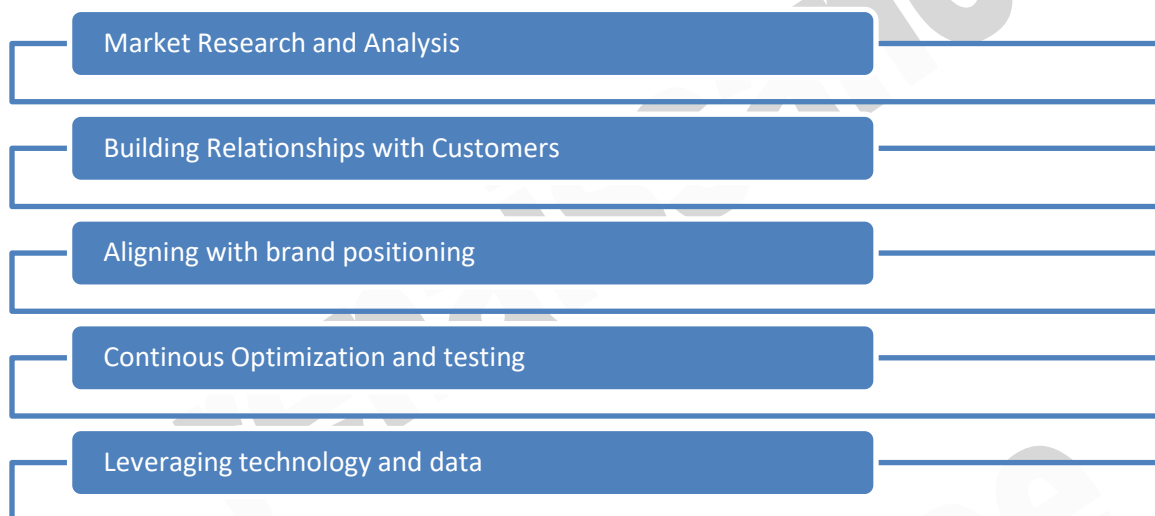 Market Research and Analysis
Building Relationships with Customers
Aligning with brand positioning
Continous Optimization and testing
Leveraging technology and data